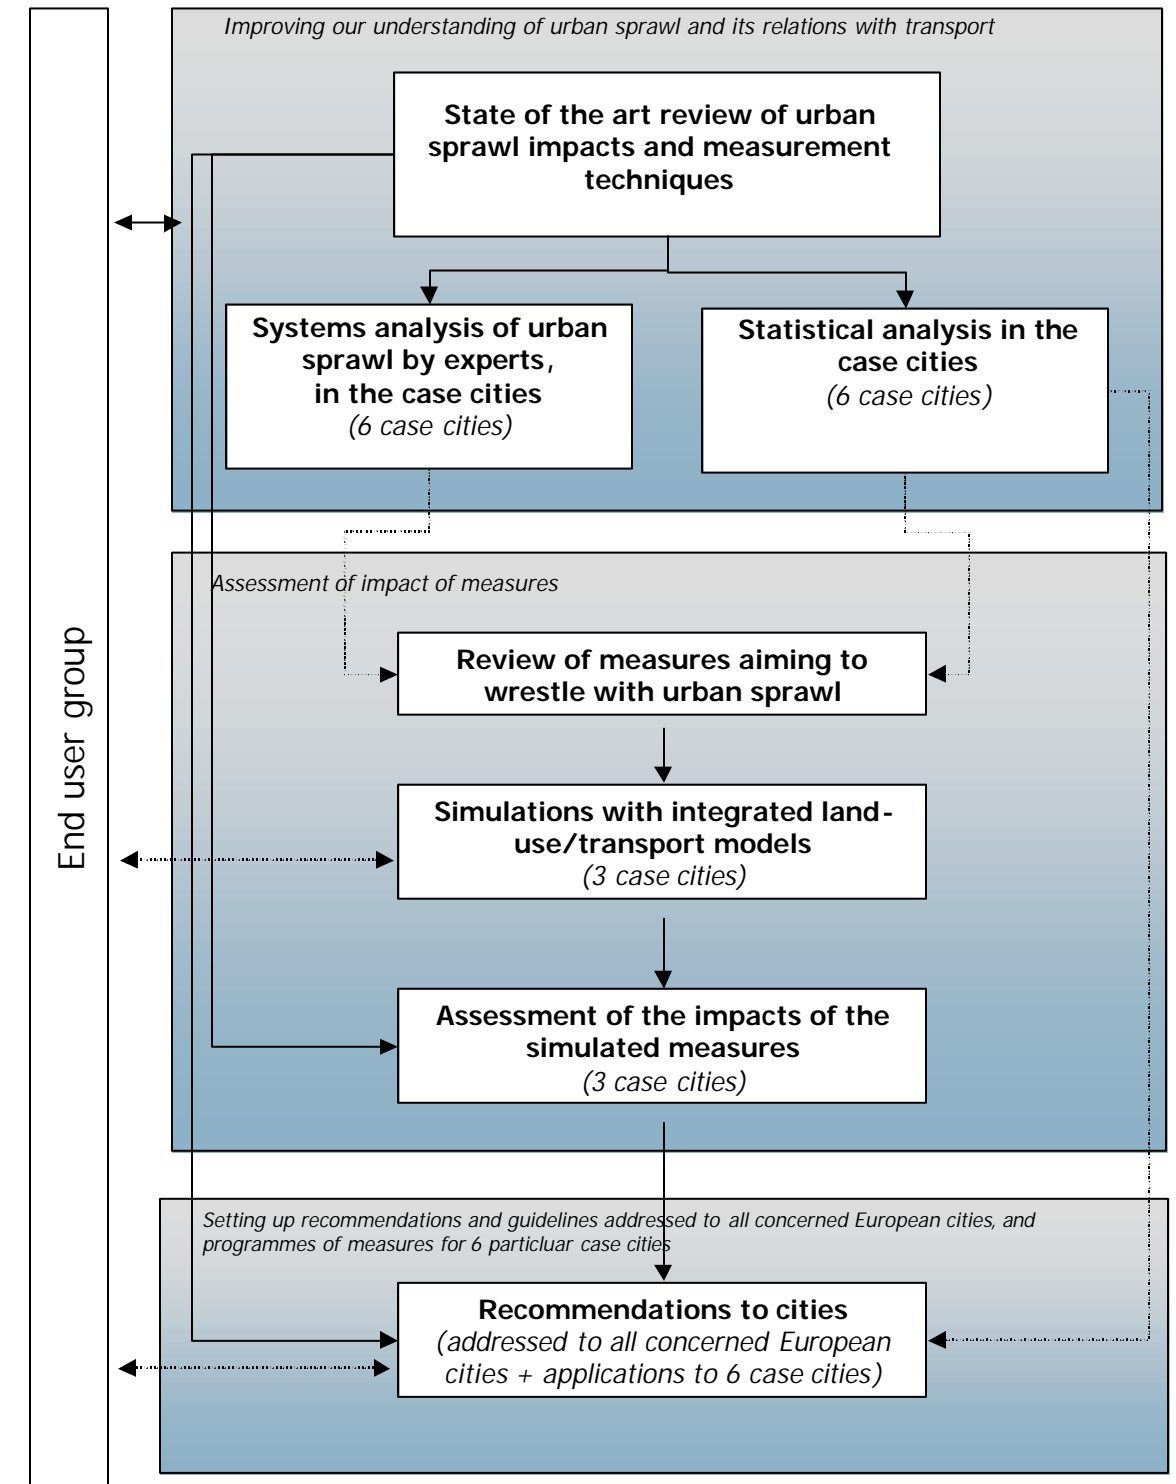 Improving our understanding of urban sprawl and its relations with transport
State of the art review of urban
sprawl impacts and measurement
techniques
Systems analysis of urban
sprawl by experts,
in the case cities
(6 case cities)
Statistical analysis in the
case cities
(6 case cities)
End user group
Assessment of impact of measures
Review of measures aiming to
wrestle with urban sprawl
Simulations with integrated land-
use/transport models
(3 case cities)
Assessment of the impacts of the
simulated measures
(3 case cities)
Setting up recommendations and guidelines addressed to all concerned European cities, and
programmes of measures for 6 particluar case cities
Recommendations to cities
(addressed to all concerned European
cities + applications to 6 case cities)